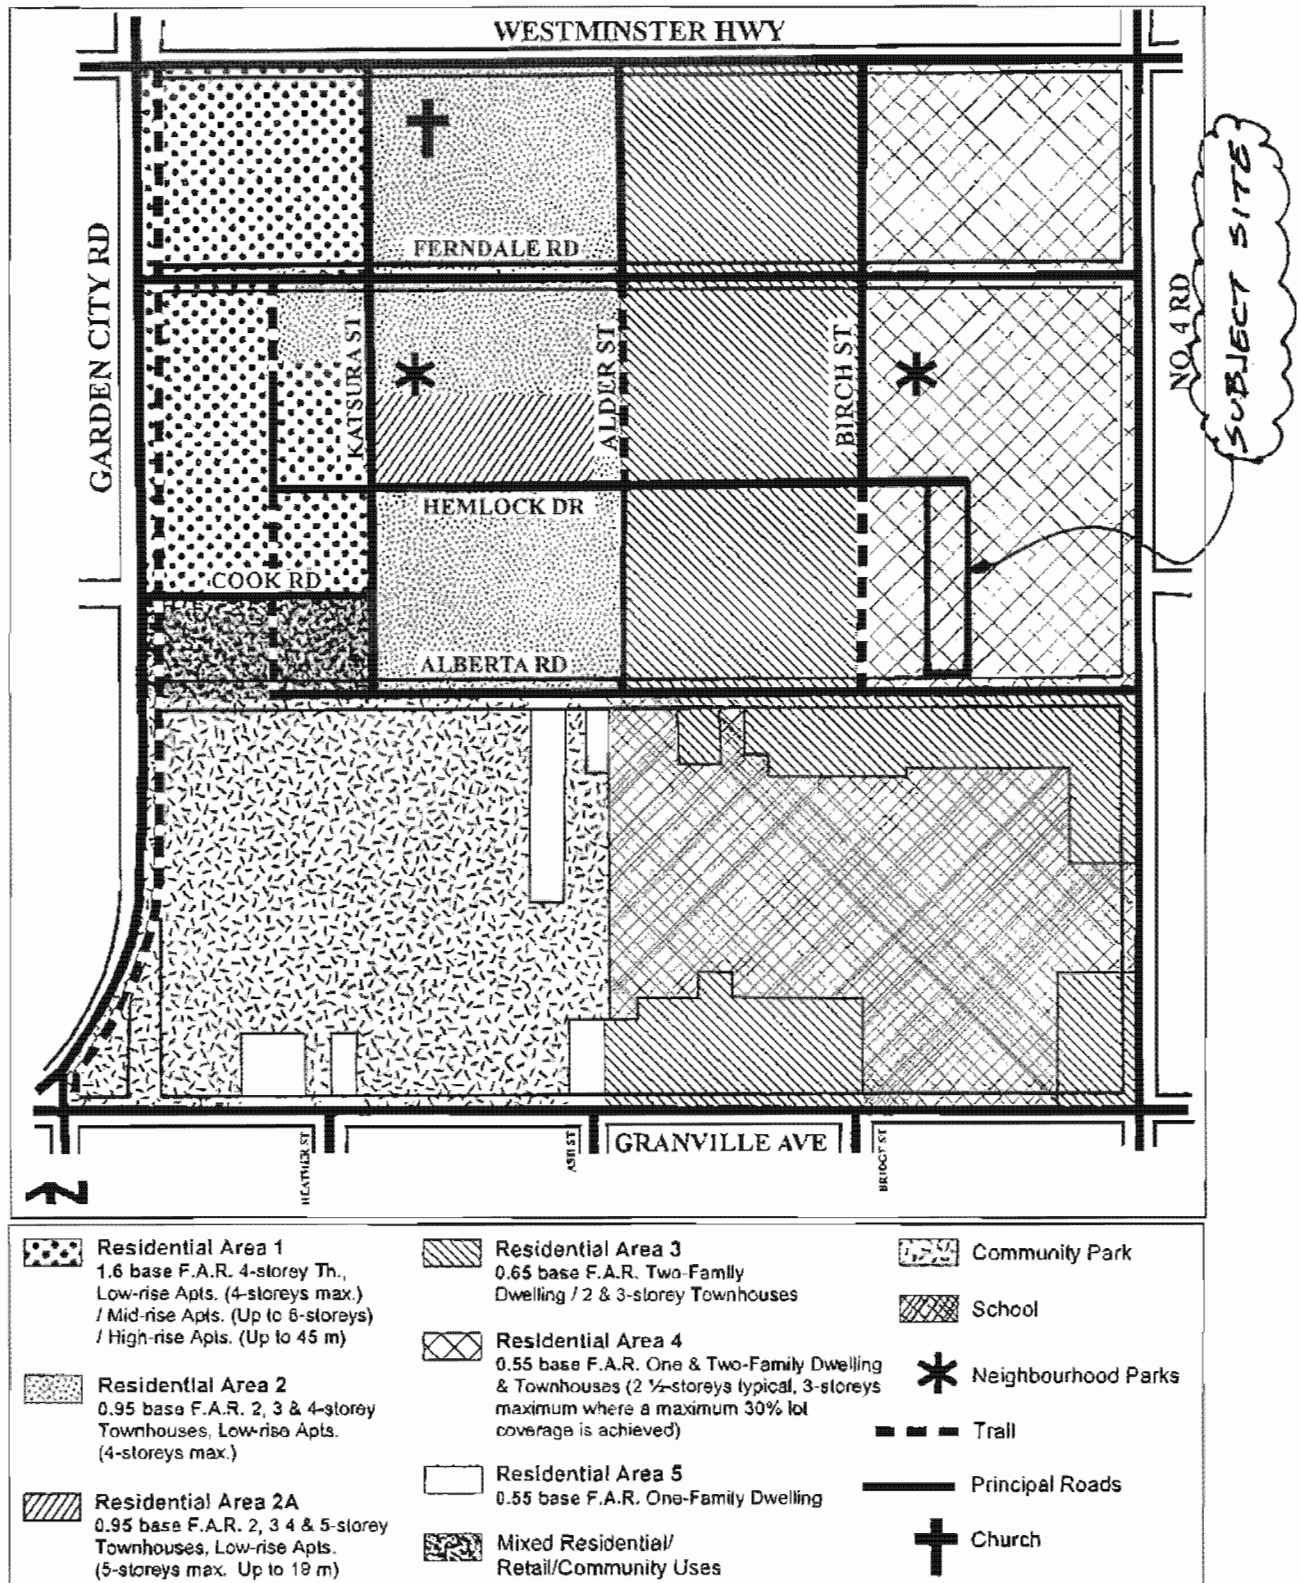 WESTMINSTER HWY
GARDEN CITY RD
FERNDALE RD
KATSURA ST
ALDER ST
BIRCH ST
NO. 4 RD
SUBJECT SITE
HEMLOCK DR
COOK RD
ALBERTA RD
HEATHER ST
ASH ST
GRANVILLE AVE
BRIDGE ST
Residential Area 1
1.6 base F.A.R. 4-storey Th.,
Low-rise Apts. (4-storeys max.)
/ Mid-rise Apts. (Up to 8-storeys)
/ High-rise Apts. (Up to 45 m)
Residential Area 2
0.95 base F.A.R. 2, 3 & 4-storey
Townhouses, Low-rise Apts.
(4-storeys max.)
Residential Area 2A
0.95 base F.A.R. 2, 3 4 & 5-storey
Townhouses, Low-rise Apts.
(5-storeys max. Up to 19 m)
Residential Area 3
0.65 base F.A.R. Two-Family
Dwelling / 2 & 3-storey Townhouses
Residential Area 4
0.55 base F.A.R. One & Two-Family Dwelling
& Townhouses (2 ½-storeys typical, 3-storeys
maximum where a maximum 30% lot
coverage is achieved)
Residential Area 5
0.55 base F.A.R. One-Family Dwelling
Mixed Residential/
Retail/Community Uses
Community Park
School
Neighbourhood Parks
Trail
Principal Roads
Church